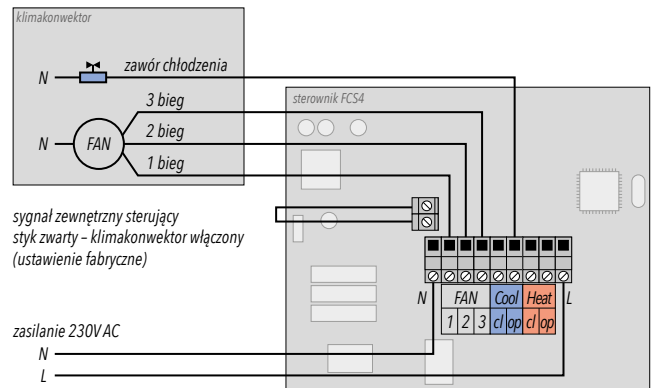 klimakonwektor
zawór chłodzenia
N
3 bieg
sterownik FCS4
2 bieg
N
FAN
1 bieg
sygnał zewnętrzny sterujący
styk zwarty – klimakonwektor włączony
(ustawienie fabryczne)
N FAN Cool Heat L
1 2 3 cl op cl op
zasilanie 230V AC
N
L